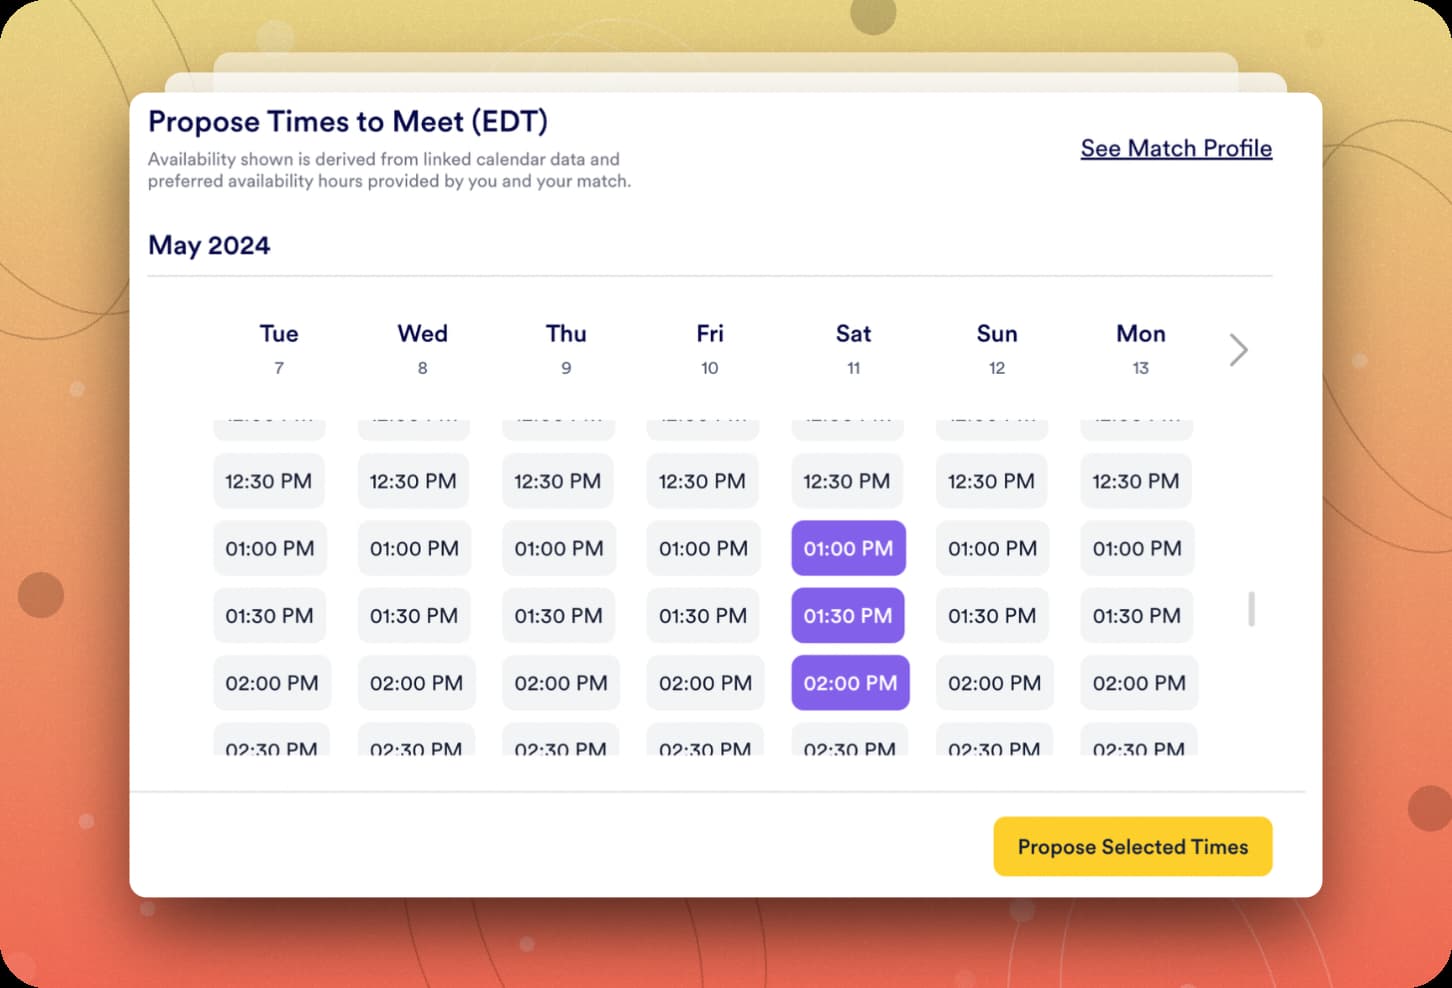 Propose Times to Meet (EDT)
Availability shown is derived from linked calendar data and
preferred availability hours provided by you and your match.
See Match Profile
May 2024
Tue Wed Thu Fri Sat Sun Mon
7 8 9 10 11 12 13
12:30 PM 12:30 PM 12:30 PM 12:30 PM 12:30 PM 12:30 PM 12:30 PM
01:00 PM 01:00 PM 01:00 PM 01:00 PM 01:00 PM 01:00 PM 01:00 PM
01:30 PM 01:30 PM 01:30 PM 01:30 PM 01:30 PM 01:30 PM 01:30 PM
02:00 PM 02:00 PM 02:00 PM 02:00 PM 02:00 PM 02:00 PM 02:00 PM
02:30 PM 02:30 PM 02:30 PM 02:30 PM 02:30 PM 02:30 PM 02:30 PM
Propose Selected Times